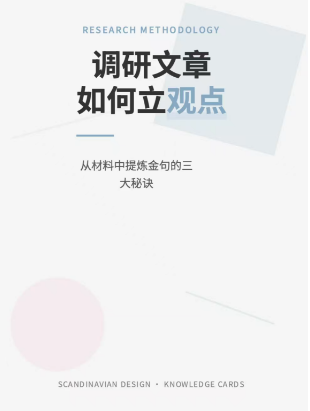 RESEARCH METHODOLOGY
调研文章
如何立观点
从材料中提炼金句的三
大秘诀
SCANDINAVIAN DESIGN • KNOWLEDGE CARDS